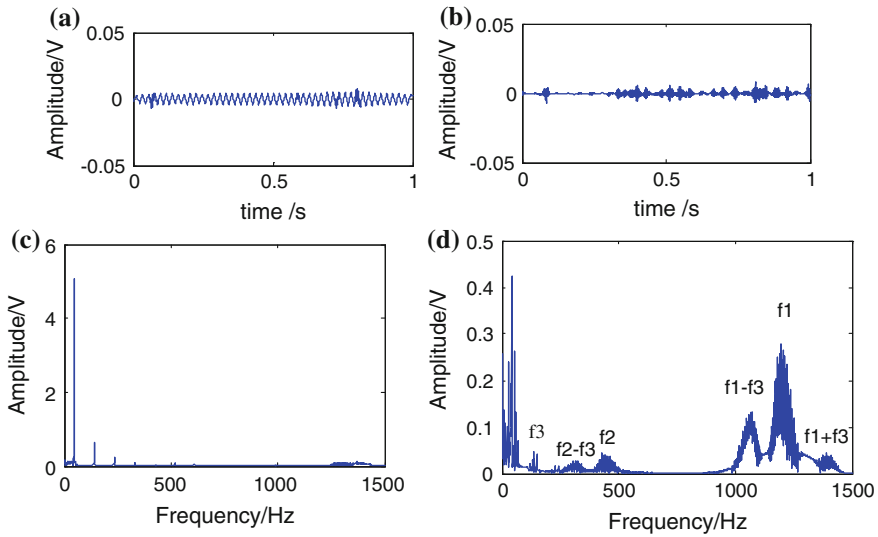 (a)
0.05
0
-0.05
Amplitude/V
0
0.5
1
time /s
(b)
0.05
0
-0.05
Amplitude/V
0
0.5
1
time /s
(c)
6
4
2
0
Amplitude/V
0
500
1000
1500
Frequency/Hz
(d)
0.5
0.4
0.3
0.2
0.1
0
Amplitude/V
f3
f2-f3
f2
f1-f3
f1
f1+f3
0
500
1000
1500
Frequency/Hz